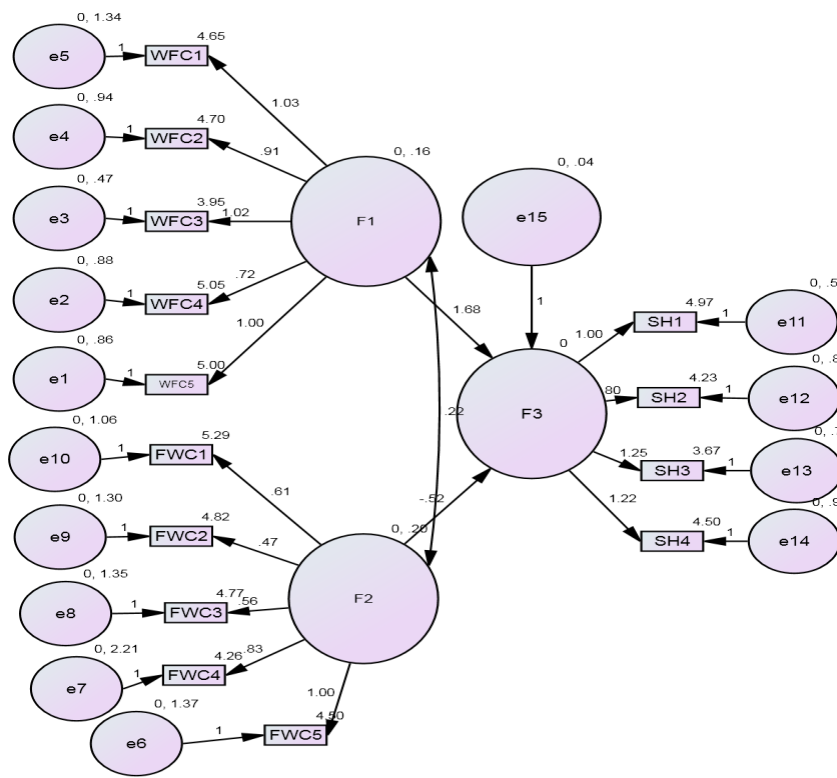 0, 1.34
e5
1
4.65
WFC1
1.03
0, .94
e4
1
4.70
WFC2
.91
0, .47
e3
1
3.95
WFC3
1.02
0, .88
e2
1
5.05
WFC4
.72
0, .86
e1
1
5.00
WFC5
1.00
0, .16
F1
0, .04
e15
1
1.68
.22
0, 1.06
e10
1
5.29
FWC1
.61
0, 1.30
e9
1
4.82
FWC2
.47
0, 1.35
e8
1
4.77
FWC3
.56
0, 2.21
e7
1
4.26
FWC4
.83
0, 1.37
e6
1
4.50
FWC5
1.00
F2
-.52
0
F3
1.00
4.97
SH1
1
e11
.80
4.23
SH2
1
e12
1.25
3.67
SH3
1
e13
1.22
4.50
SH4
1
e14